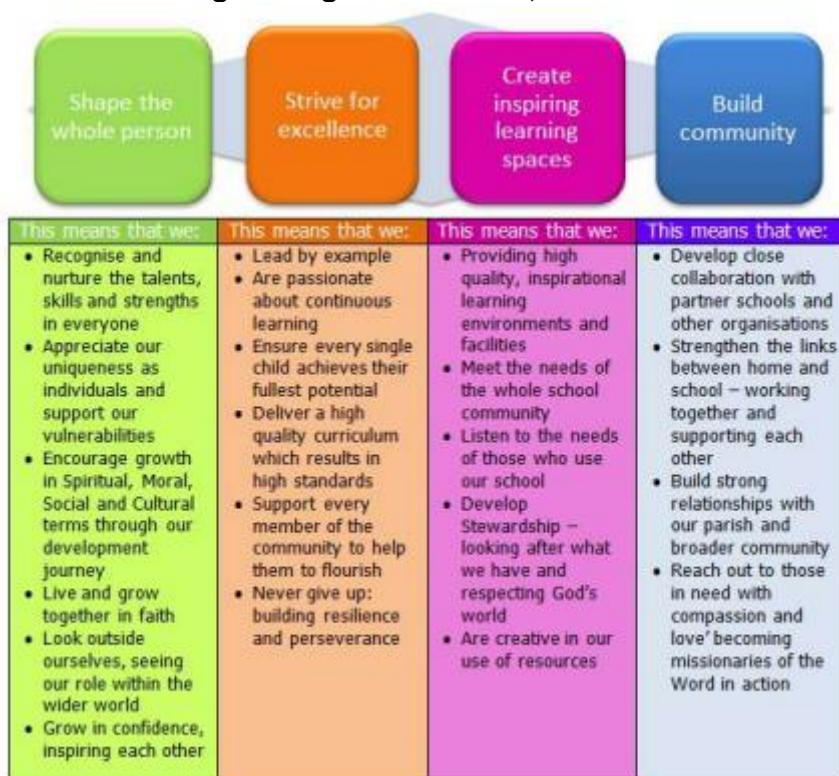 Shape the
whole person
Strive for
excellence
Create
inspiring
learning
spaces
Build
community
This means that we:
• Recognise and
nurture the talents,
skills and strengths
in everyone
• Appreciate our
uniqueness as
individuals and
support our
vulnerabilities
• Encourage growth
in Spiritual, Moral,
Social and Cultural
terms through our
development
journey
• Live and grow
together in faith
• Look outside
ourselves, seeing
our role within the
wider world
• Grow in confidence,
inspiring each other
This means that we:
• Lead by example
• Are passionate
about continuous
learning
• Ensure every single
child achieves their
fullest potential
• Deliver a high
quality curriculum
which results in
high standards
• Support every
member of the
community to help
them to flourish
• Never give up:
building resilience
and perseverance
This means that we:
• Providing high
quality, inspirational
learning
environments and
facilities
• Meet the needs of
the whole school
community
• Listen to the needs
of those who use
our school
• Develop
Stewardship –
looking after what
we have and
respecting God's
world
• Are creative in our
use of resources
This means that we:
• Develop close
collaboration with
partner schools and
other organisations
• Strengthen the links
between home and
school – working
together and
supporting each
other
• Build strong
relationships with
our parish and
broader community
• Reach out to those
in need with
compassion and
love' becoming
missionaries of the
Word in action